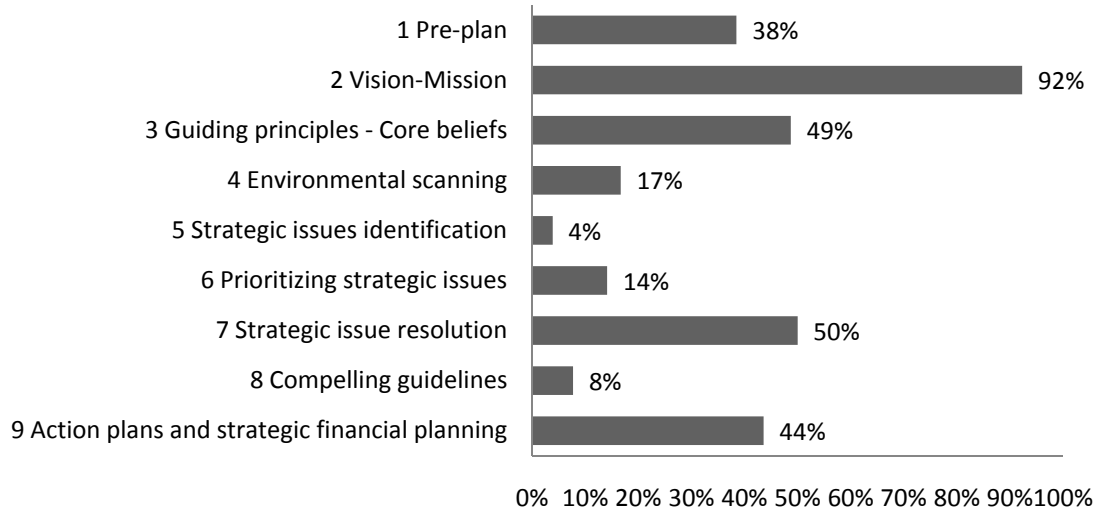 1 Pre-plan 38%
2 Vision-Mission 92%
3 Guiding principles - Core beliefs 49%
4 Environmental scanning 17%
5 Strategic issues identification 4%
6 Prioritizing strategic issues 14%
7 Strategic issue resolution 50%
8 Compelling guidelines 8%
9 Action plans and strategic financial planning 44%
0% 10% 20% 30% 40% 50% 60% 70% 80% 90%100%